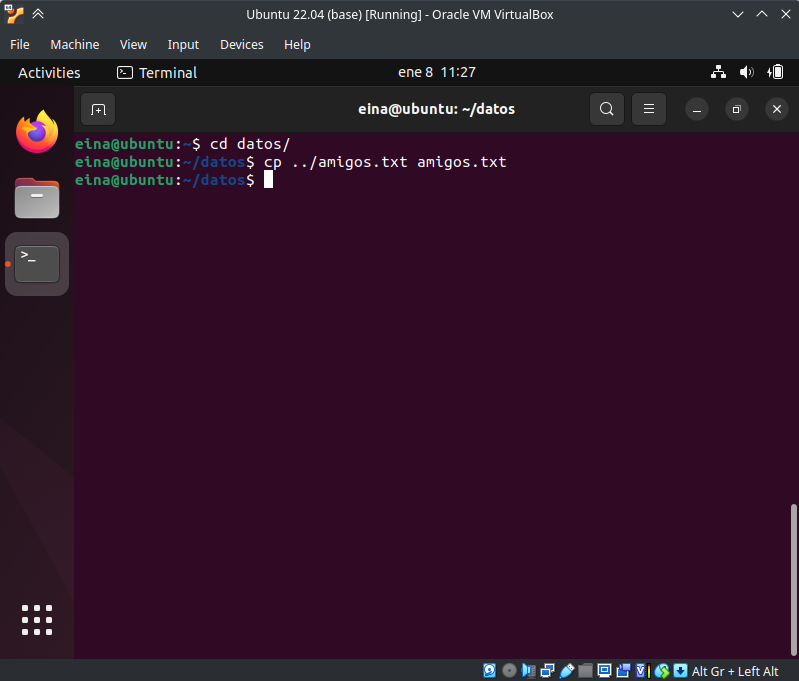 Ubuntu 22.04 (base) [Running] - Oracle VM VirtualBox
File Machine View Input Devices Help
Activities Terminal ene 8 11:27
eina@ubuntu: ~/datos
eina@ubuntu:~$ cd datos/
eina@ubuntu:~/datos$ cp ../amigos.txt amigos.txt
eina@ubuntu:~/datos$
>_
Alt Gr + Left Alt